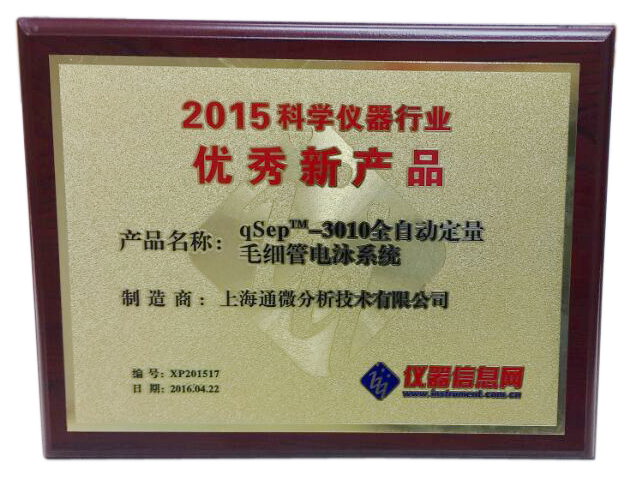 2015科学仪器行业
优秀新产品
产品名称：qSep™-3010全自动定量
毛细管电泳系统
制造商：上海通微分析技术有限公司
编号：XP201517
日期：2016.04.22
仪器信息网
www.instrument.com.cn